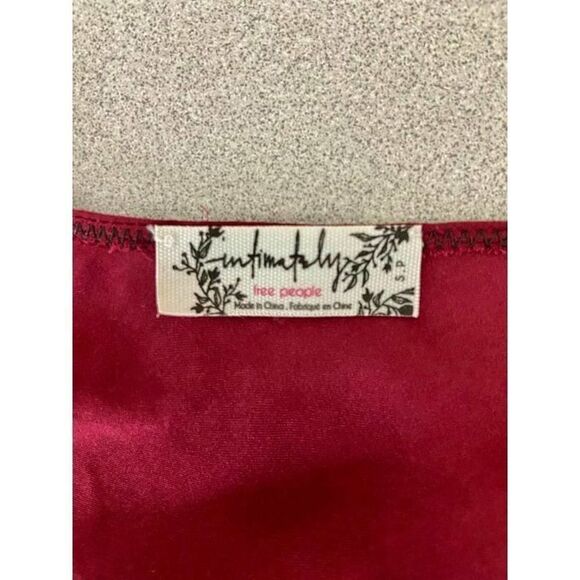 intimately
free people
Made in China . Fabriqué en Chine
S P